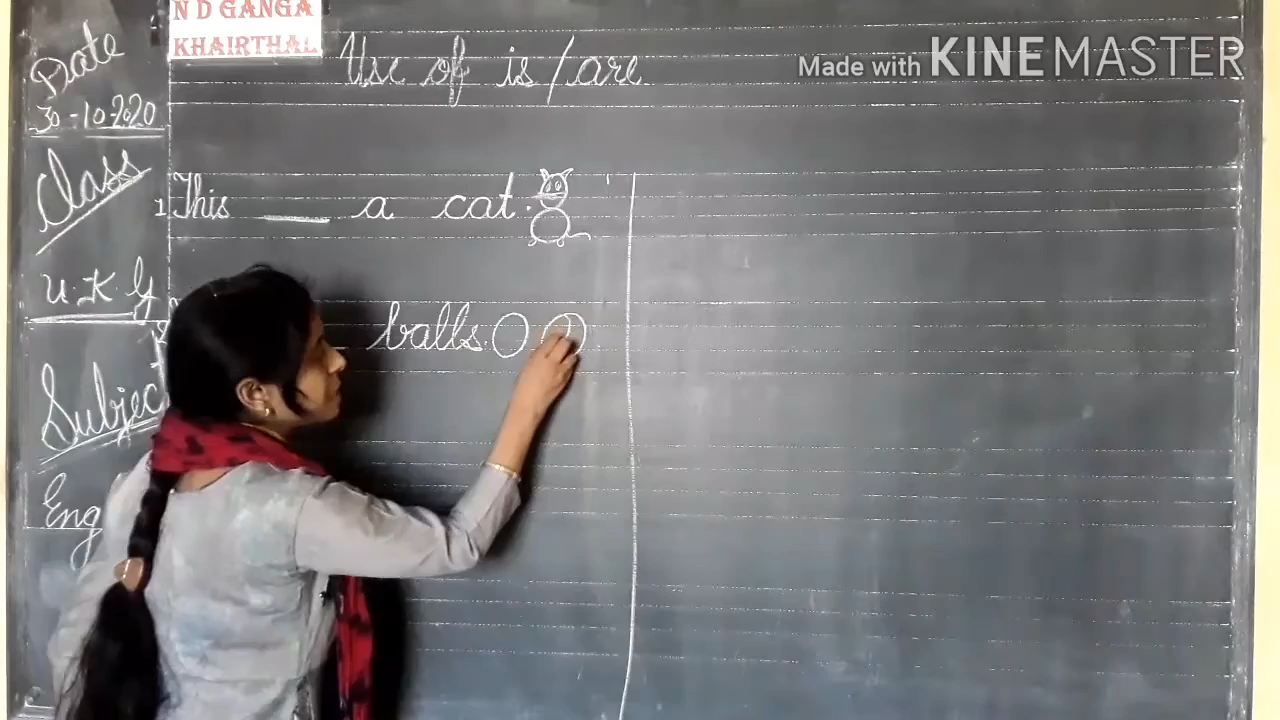 N D GANGA
KHAIRTHAL
Made with KINEMASTER
Use of is / are
Date
30-10-2020
Class
U.K.G
Subject
Eng
1. This ___ a cat.
balls.